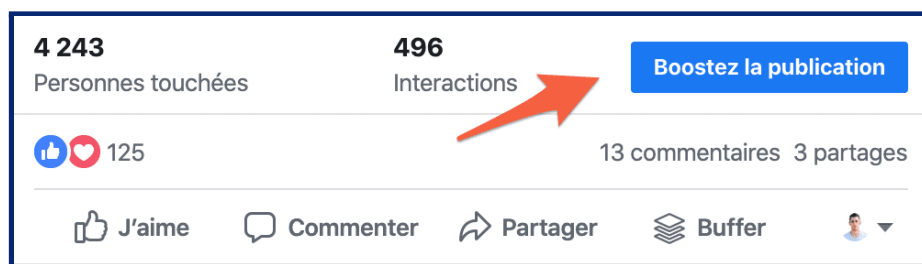 4 243 496
Personnes touchées Interactions Boostez la publication
125 13 commentaires 3 partages
J'aime Commenter Partager Buffer